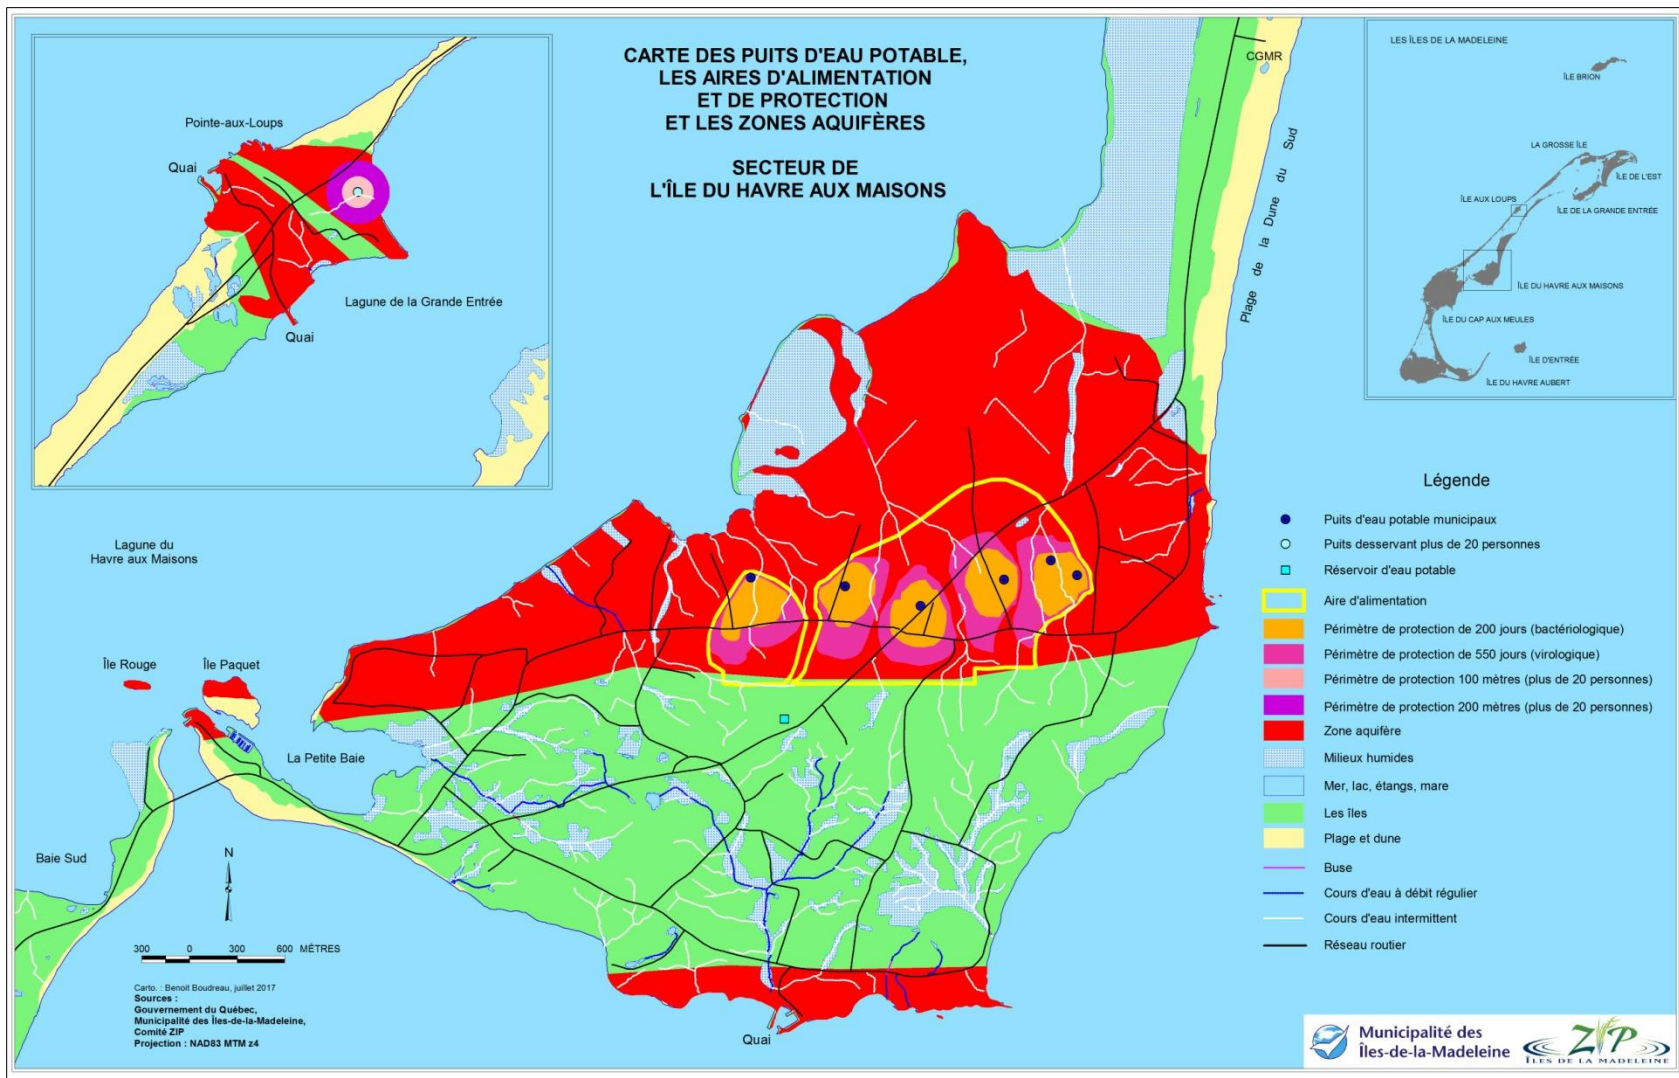 CARTE DES PUITS D'EAU POTABLE,
LES AIRES D'ALIMENTATION
ET DE PROTECTION
ET LES ZONES AQUIFÈRES
SECTEUR DE
L'ÎLE DU HAVRE AUX MAISONS
Pointe-aux-Loups
Quai
Lagune de la Grande Entrée
Quai
CGMR
Plage de la Dune du Sud
LES ÎLES DE LA MADELEINE
ÎLE BRION
LA GROSSE ÎLE
ÎLE DE L'EST
ÎLE AUX LOUPS
ÎLE DE LA GRANDE ENTRÉE
ÎLE DU HAVRE AUX MAISONS
ÎLE DU CAP AUX MEULES
ÎLE D'ENTRÉE
ÎLE DU HAVRE AUBERT
Lagune du
Havre aux Maisons
Île Rouge
Île Paquet
La Petite Baie
Baie Sud
N
300 0 300 600 MÈTRES
Carto. : Benoit Boudreau, juillet 2017
Sources :
Gouvernement du Québec,
Municipalité des Îles-de-la-Madeleine,
Comité ZIP
Projection : NAD83 MTM z4
Quai
Légende
Puits d'eau potable municipaux
Puits desservant plus de 20 personnes
Réservoir d'eau potable
Aire d'alimentation
Périmètre de protection de 200 jours (bactériologique)
Périmètre de protection de 550 jours (virologique)
Périmètre de protection 100 mètres (plus de 20 personnes)
Périmètre de protection 200 mètres (plus de 20 personnes)
Zone aquifère
Milieux humides
Mer, lac, étangs, mare
Les îles
Plage et dune
Buse
Cours d'eau à débit régulier
Cours d'eau intermittent
Réseau routier
Municipalité des
Îles-de-la-Madeleine
ZIP
ÎLES DE LA MADELEINE